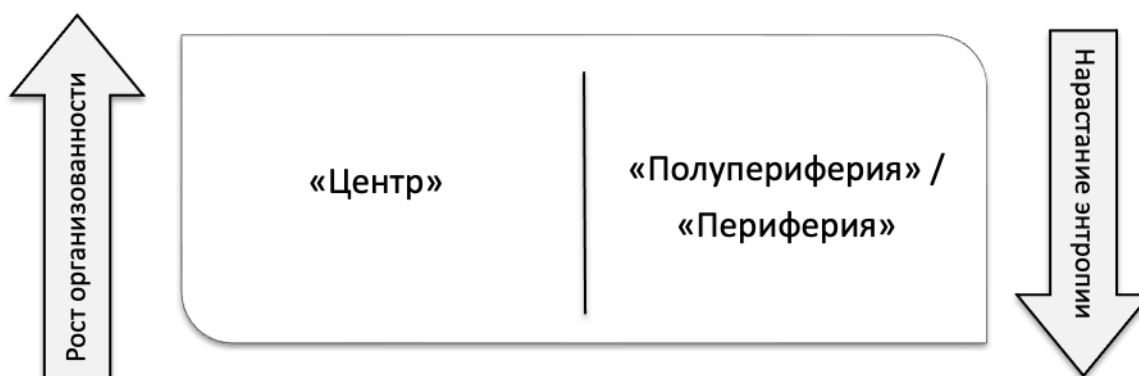 Рост организованности
«Центр»
«Полупериферия» /
«Периферия»
Нарастание энтропии